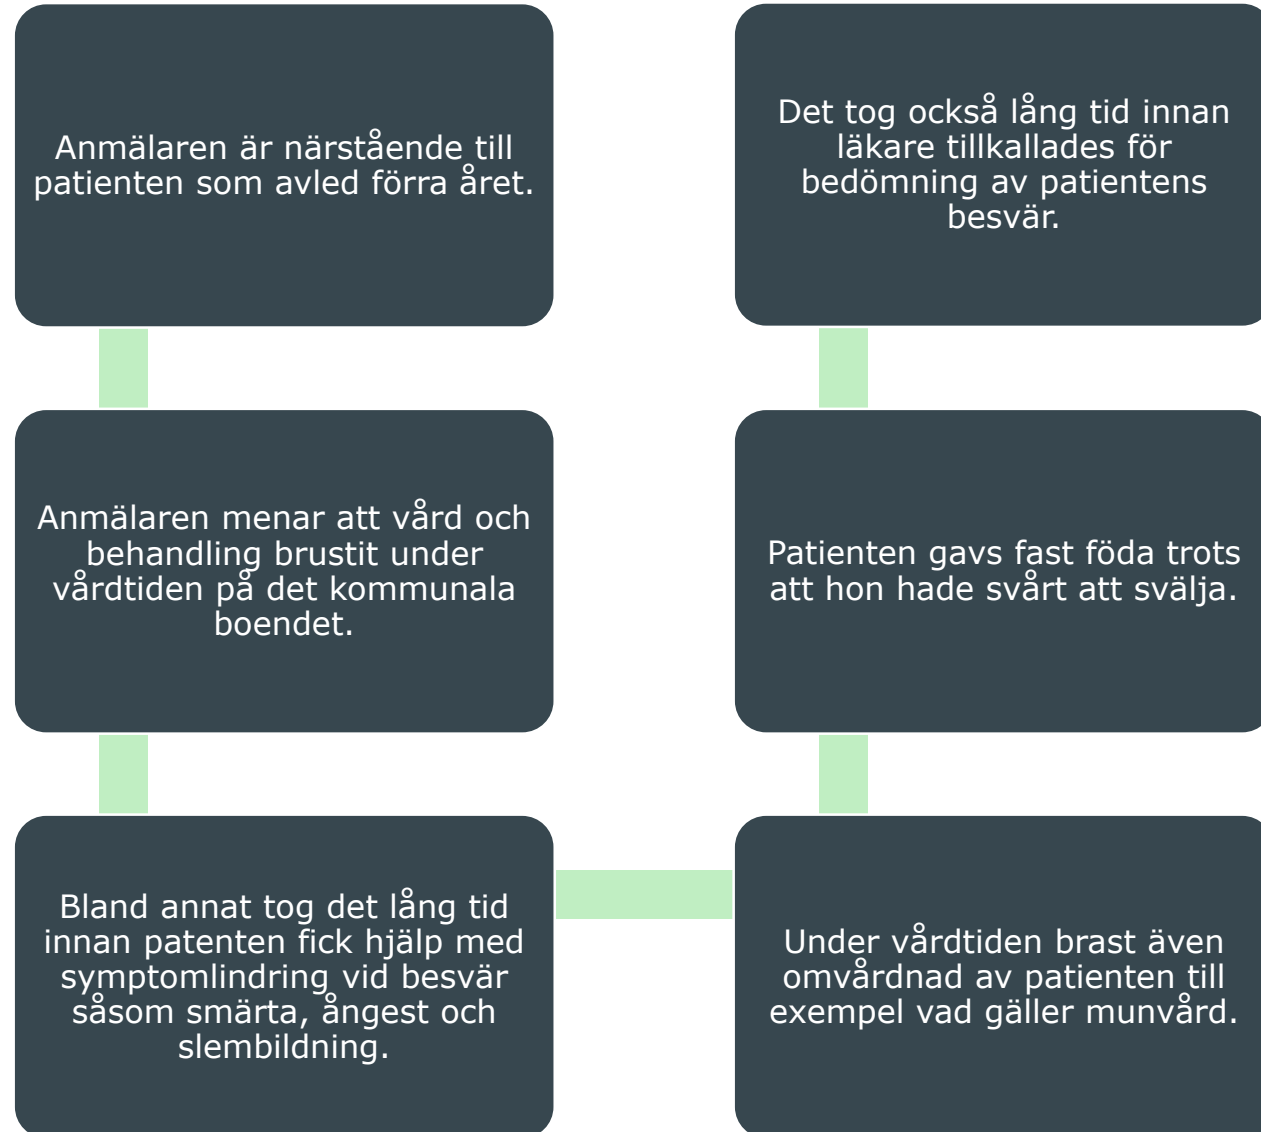 Anmälaren är närstående till
patienten som avled förra året.
Anmälaren menar att vård och
behandling brustit under
vårdtiden på det kommunala
boendet.
Bland annat tog det lång tid
innan patenten fick hjälp med
symptomlindring vid besvär
såsom smärta, ångest och
slembildning.
Under vårdtiden brast även
omvårdnad av patienten till
exempel vad gäller munvård.
Patienten gavs fast föda trots
att hon hade svårt att svälja.
Det tog också lång tid innan
läkare tillkallades för
bedömning av patientens
besvär.